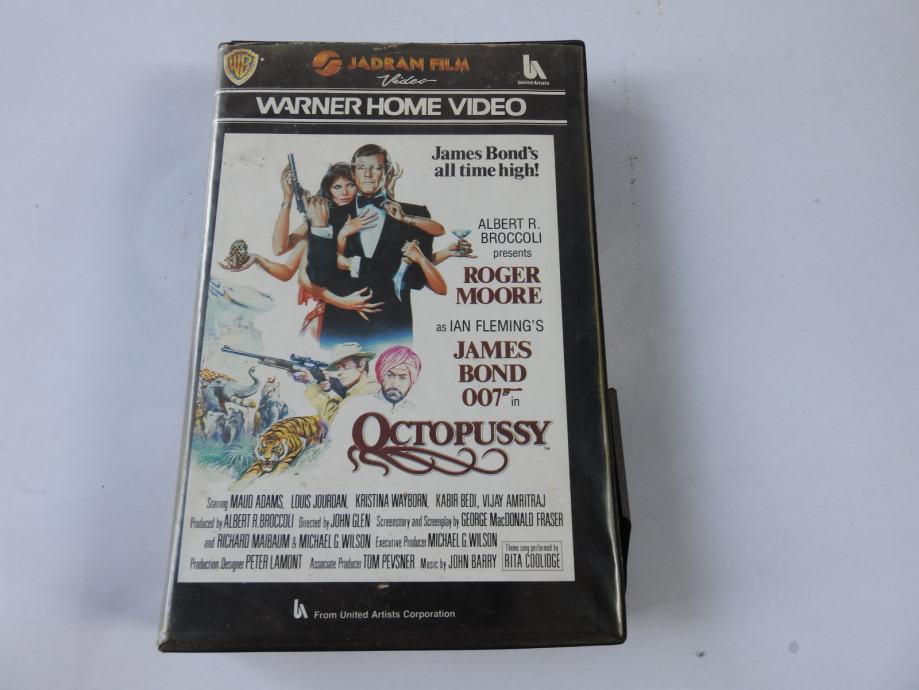 WB
JADRAN FILM
Video
United Artists
WARNER HOME VIDEO
James Bond's
all time high!
ALBERT R.
BROCCOLI
presents
ROGER
MOORE
as IAN FLEMING'S
JAMES
BOND
007 in
OCTOPUSSY
TM
Starring MAUD ADAMS, LOUIS JOURDAN, KRISTINA WAYBORN, KABIR BEDI, VIJAY AMRITRAJ
Produced by ALBERT R. BROCCOLI Directed by JOHN GLEN Screenstory and Screenplay by GEORGE MacDONALD FRASER
and RICHARD MAIBAUM & MICHAEL G. WILSON Executive Producer MICHAEL G. WILSON
Production Designer PETER LAMONT Associate Producer TOM PEVSNER Music by JOHN BARRY
Theme song performed by
RITA COOLIDGE
From United Artists Corporation